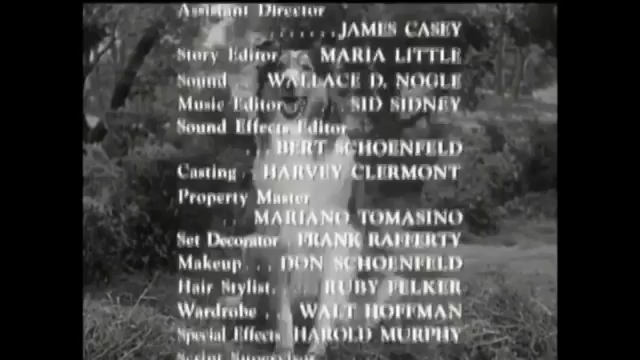 Assistant Director
.......JAMES CASEY
Story Editor MARIA LITTLE
Sound .. WALLACE D. NOGLE
Music Editor .. SID SIDNEY
Sound Effects Editor
... BERT SCHOENFELD
Casting . HARVEY CLERMONT
Property Master
.. MARIANO TOMASINO
Set Decorator . FRANK RAFFERTY
Makeup ... DON SCHOENFELD
Hair Stylist ... RUBY FELKER
Wardrobe .. WALT HOFFMAN
Special Effects HAROLD MURPHY
Script Supervisor